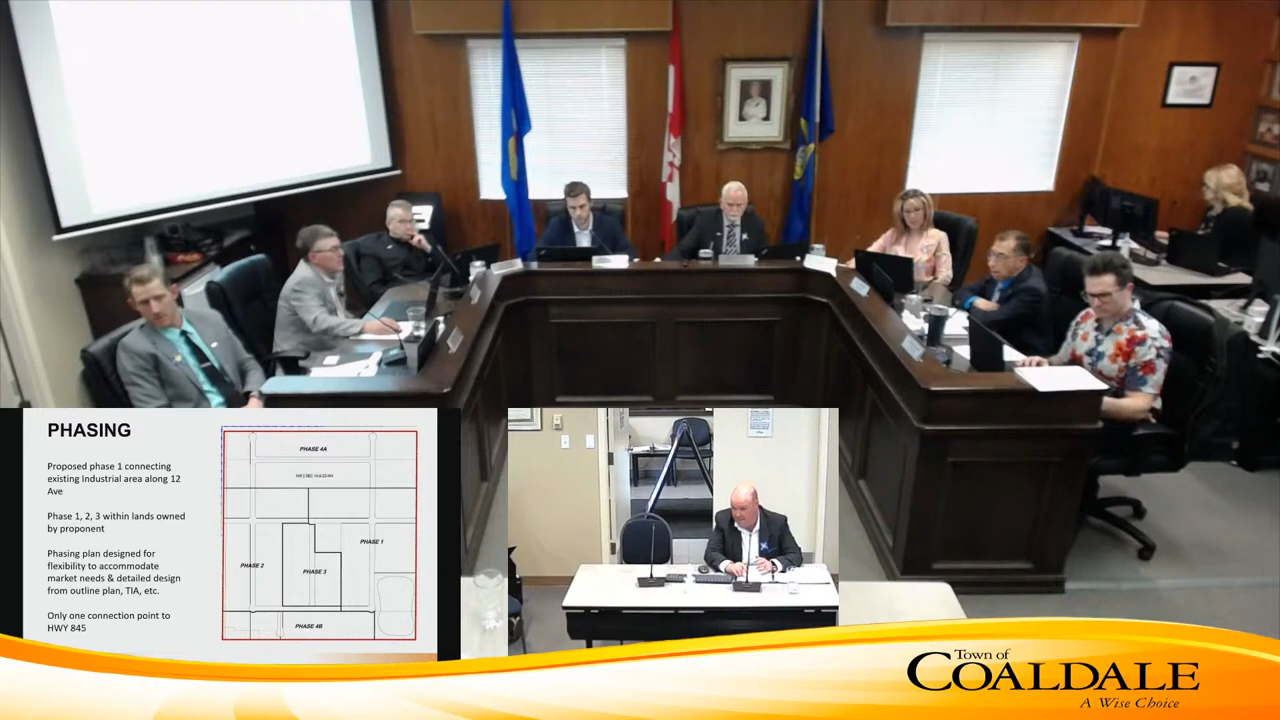 PHASING
Proposed phase 1 connecting
existing Industrial area along 12
Ave
Phase 1, 2, 3 within lands owned
by proponent
Phasing plan designed for
flexibility to accommodate
market needs & detailed design
from outline plan, TIA, etc.
Only one connection point to
HWY 845
PHASE 4A
PHASE 1
PHASE 2
PHASE 3
PHASE 4B
Town of
COALDALE
A Wise Choice